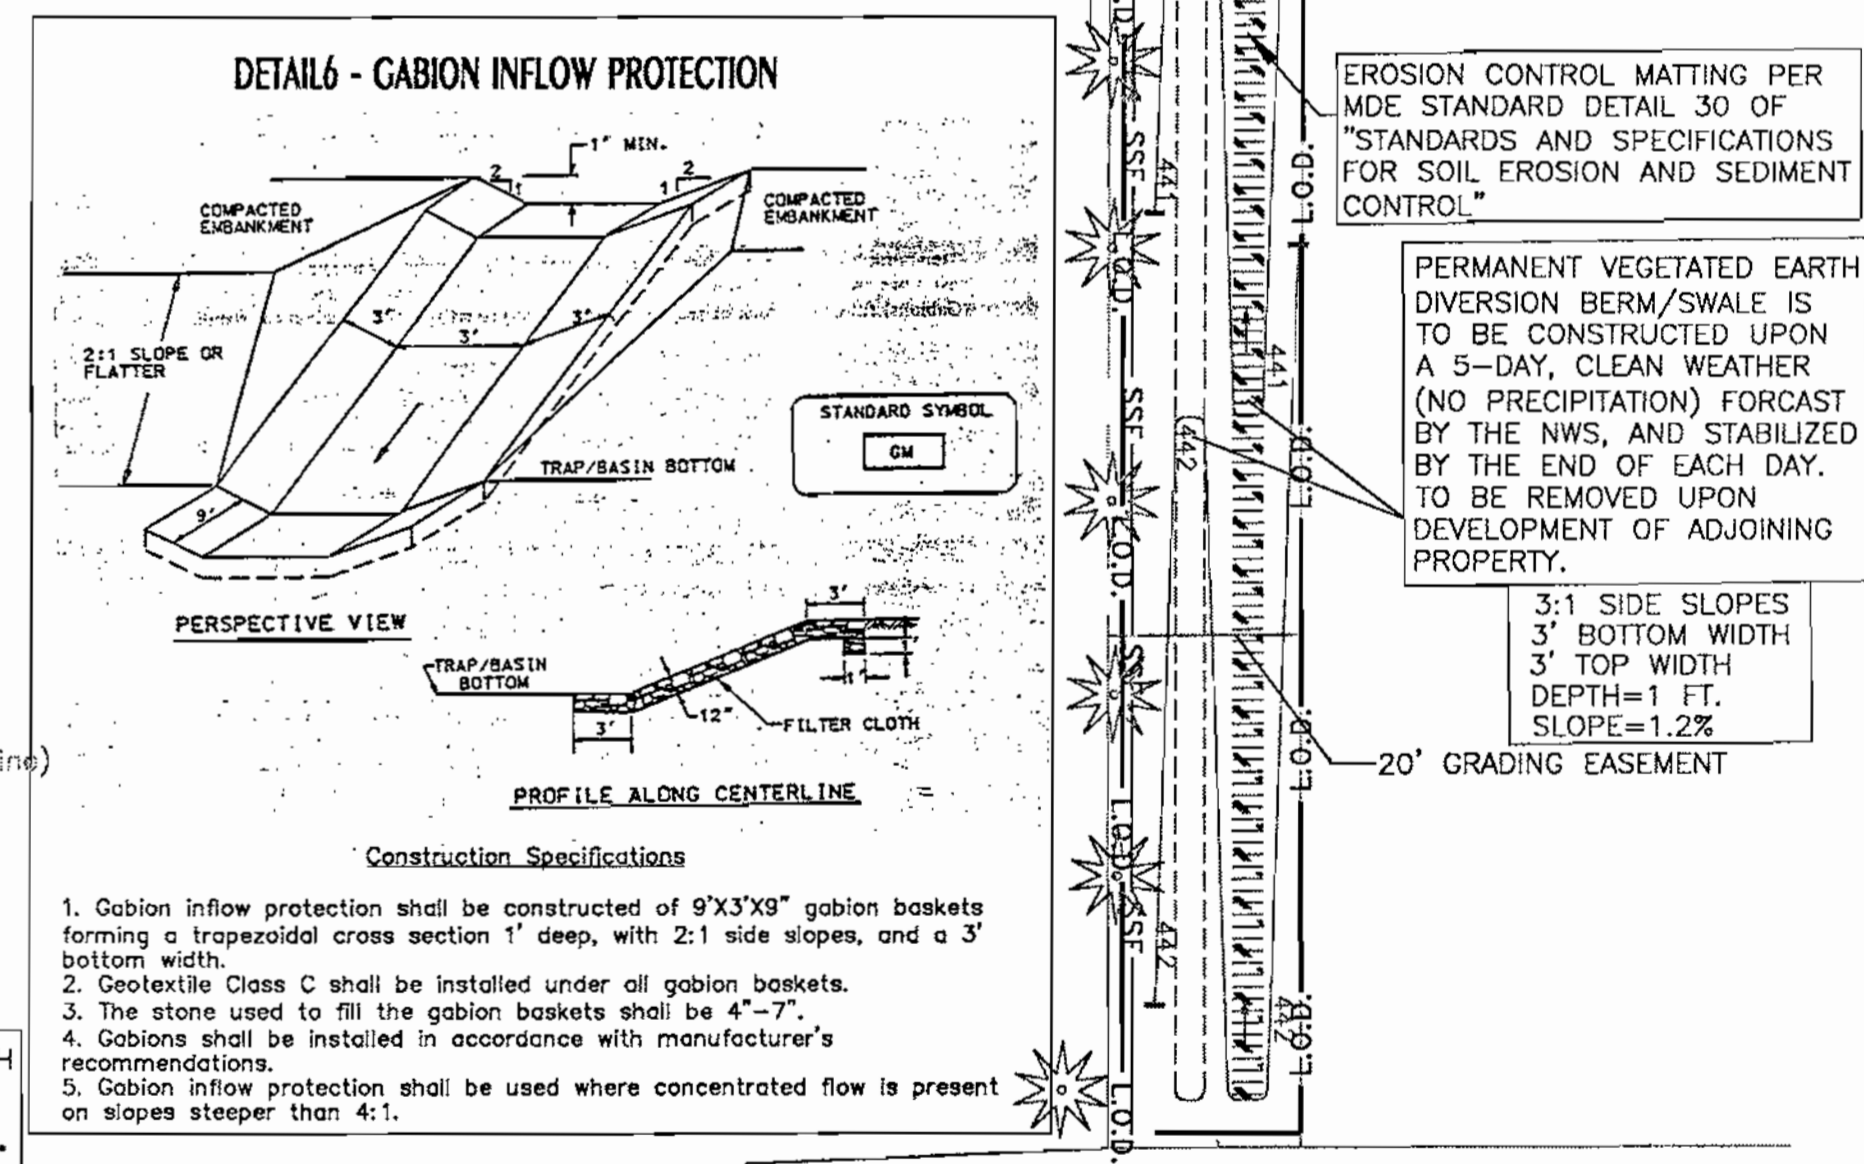 DETAIL6 - GABION INFLOW PROTECTION
1" MIN.
2
1
2
1
COMPACTED
EMBANKMENT
COMPACTED
EMBANKMENT
3'
3'
3'
2:1 SLOPE OR
FLATTER
STANDARD SYMBOL
GM
TRAP/BASIN BOTTOM
9'
PERSPECTIVE VIEW
3'
TRAP/BASIN
BOTTOM
1'
12"
FILTER CLOTH
3'
PROFILE ALONG CENTERLINE
Construction Specifications
1. Gabion inflow protection shall be constructed of 9'X3'X9" gabion baskets
forming a trapezoidal cross section 1' deep, with 2:1 side slopes, and a 3'
bottom width.
2. Geotextile Class C shall be installed under all gabion baskets.
3. The stone used to fill the gabion baskets shall be 4"-7".
4. Gabions shall be installed in accordance with manufacturer's
recommendations.
5. Gabion inflow protection shall be used where concentrated flow is present
on slopes steeper than 4:1.
SSF
441
L.O.D.
SSF
442
L.O.D.
SSF
L.O.D.
SSF
442
L.O.D.
L.O.D.
441
L.O.D.
L.O.D.
442
L.O.D.
EROSION CONTROL MATTING PER
MDE STANDARD DETAIL 30 OF
"STANDARDS AND SPECIFICATIONS
FOR SOIL EROSION AND SEDIMENT
CONTROL"
PERMANENT VEGETATED EARTH
DIVERSION BERM/SWALE IS
TO BE CONSTRUCTED UPON
A 5-DAY, CLEAN WEATHER
(NO PRECIPITATION) FORCAST
BY THE NWS, AND STABILIZED
BY THE END OF EACH DAY.
TO BE REMOVED UPON
DEVELOPMENT OF ADJOINING
PROPERTY.
3:1 SIDE SLOPES
3' BOTTOM WIDTH
3' TOP WIDTH
DEPTH=1 FT.
SLOPE=1.2%
20' GRADING EASEMENT